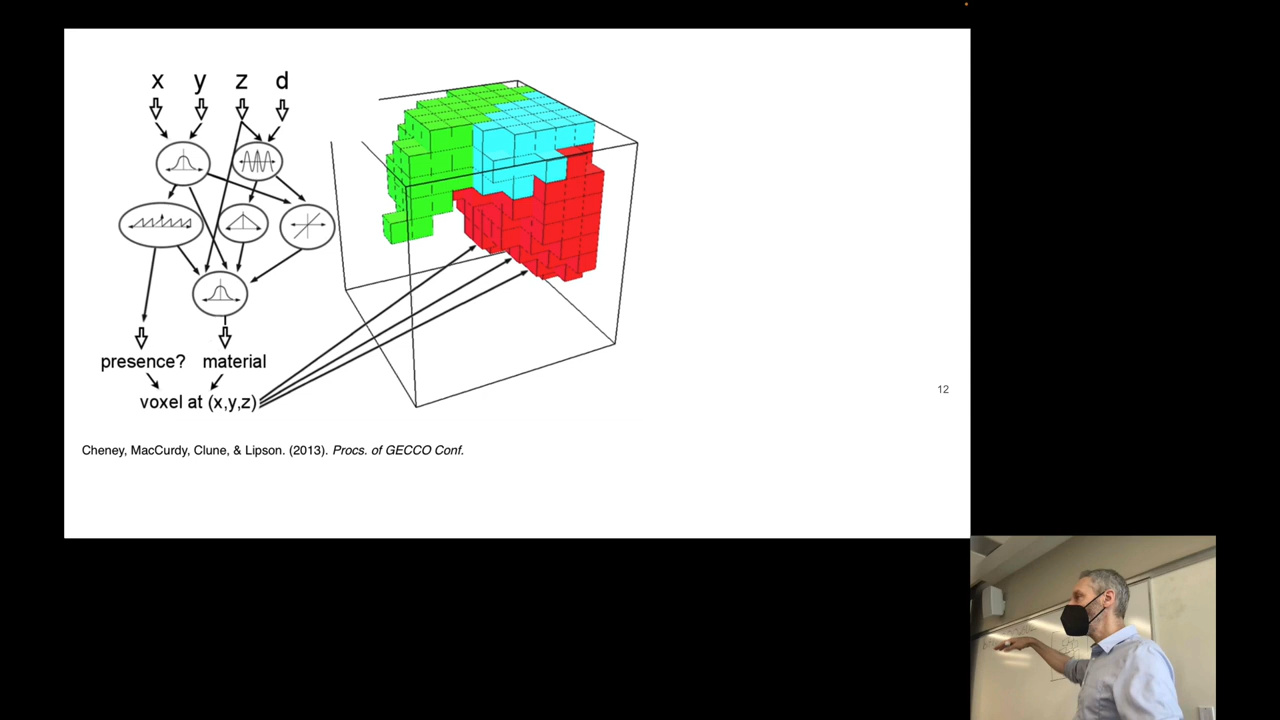 x y z d
presence? material
voxel at (x,y,z)
12
Cheney, MacCurdy, Clune, & Lipson. (2013). Procs. of GECCO Conf.